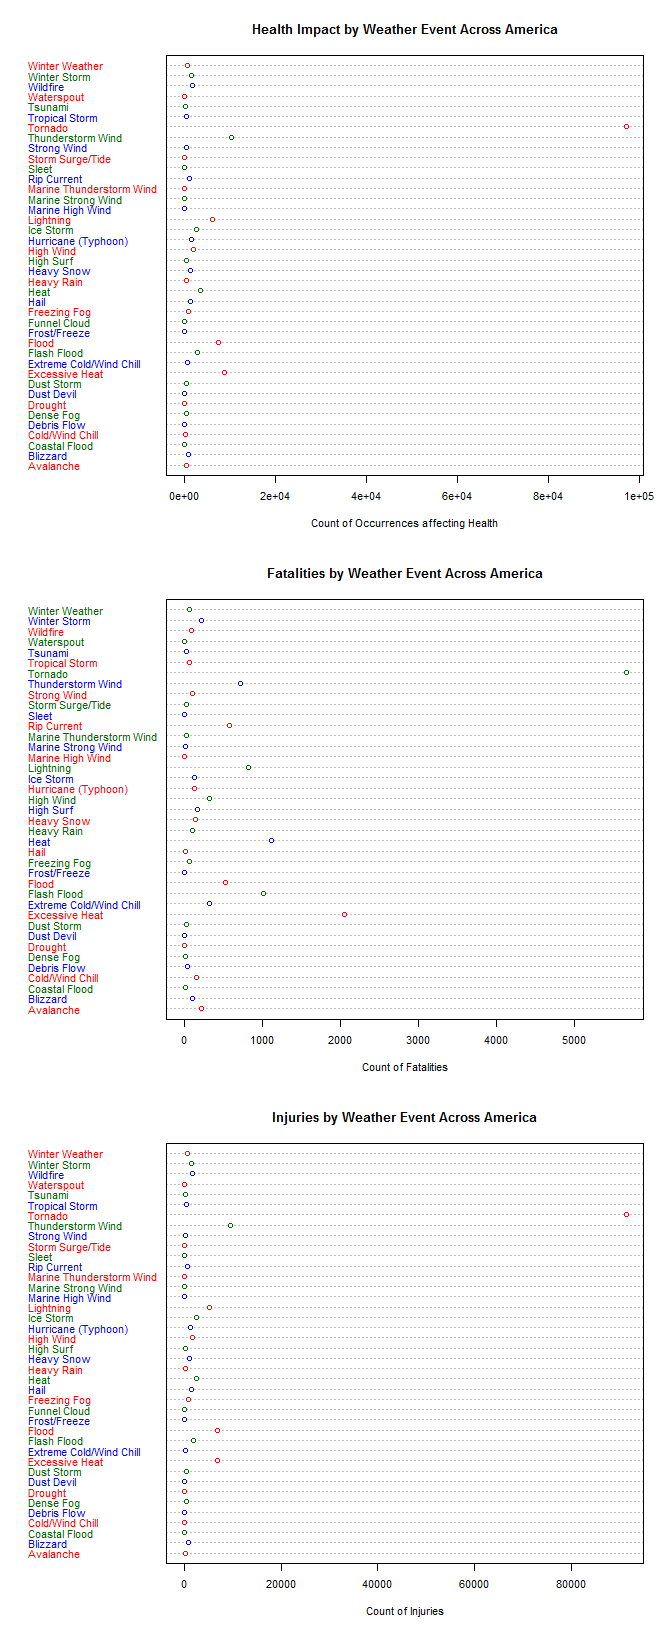 Health Impact by Weather Event Across America
Winter Weather
Winter Storm
Wildfire
Waterspout
Tsunami
Tropical Storm
Tornado
Thunderstorm Wind
Strong Wind
Storm Surge/Tide
Sleet
Rip Current
Marine Thunderstorm Wind
Marine Strong Wind
Marine High Wind
Lightning
Ice Storm
Hurricane (Typhoon)
High Wind
High Surf
Heavy Snow
Heavy Rain
Heat
Hail
Freezing Fog
Funnel Cloud
Frost/Freeze
Flood
Flash Flood
Extreme Cold/Wind Chill
Excessive Heat
Dust Storm
Dust Devil
Drought
Dense Fog
Debris Flow
Cold/Wind Chill
Coastal Flood
Blizzard
Avalanche
0e+00 2e+04 4e+04 6e+04 8e+04 1e+05
Count of Occurrences affecting Health
Fatalities by Weather Event Across America
Winter Weather
Winter Storm
Wildfire
Waterspout
Tsunami
Tropical Storm
Tornado
Thunderstorm Wind
Strong Wind
Storm Surge/Tide
Sleet
Rip Current
Marine Thunderstorm Wind
Marine Strong Wind
Marine High Wind
Lightning
Ice Storm
Hurricane (Typhoon)
High Wind
High Surf
Heavy Snow
Heavy Rain
Heat
Hail
Freezing Fog
Frost/Freeze
Flood
Flash Flood
Extreme Cold/Wind Chill
Excessive Heat
Dust Storm
Dust Devil
Drought
Dense Fog
Debris Flow
Cold/Wind Chill
Coastal Flood
Blizzard
Avalanche
0 1000 2000 3000 4000 5000
Count of Fatalities
Injuries by Weather Event Across America
Winter Weather
Winter Storm
Wildfire
Waterspout
Tsunami
Tropical Storm
Tornado
Thunderstorm Wind
Strong Wind
Storm Surge/Tide
Sleet
Rip Current
Marine Thunderstorm Wind
Marine Strong Wind
Marine High Wind
Lightning
Ice Storm
Hurricane (Typhoon)
High Wind
High Surf
Heavy Snow
Heavy Rain
Heat
Hail
Freezing Fog
Funnel Cloud
Frost/Freeze
Flood
Flash Flood
Extreme Cold/Wind Chill
Excessive Heat
Dust Storm
Dust Devil
Drought
Dense Fog
Debris Flow
Cold/Wind Chill
Coastal Flood
Blizzard
Avalanche
0 20000 40000 60000 80000
Count of Injuries